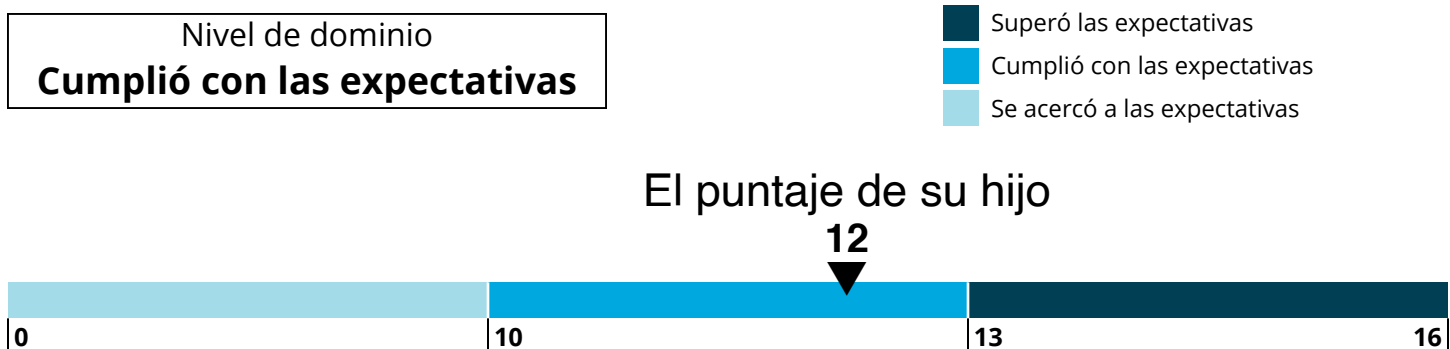 Nivel de dominio
Cumplió con las expectativas
Superó las expectativas
Cumplió con las expectativas
Se acercó a las expectativas
El puntaje de su hijo
12
0 10 13 16